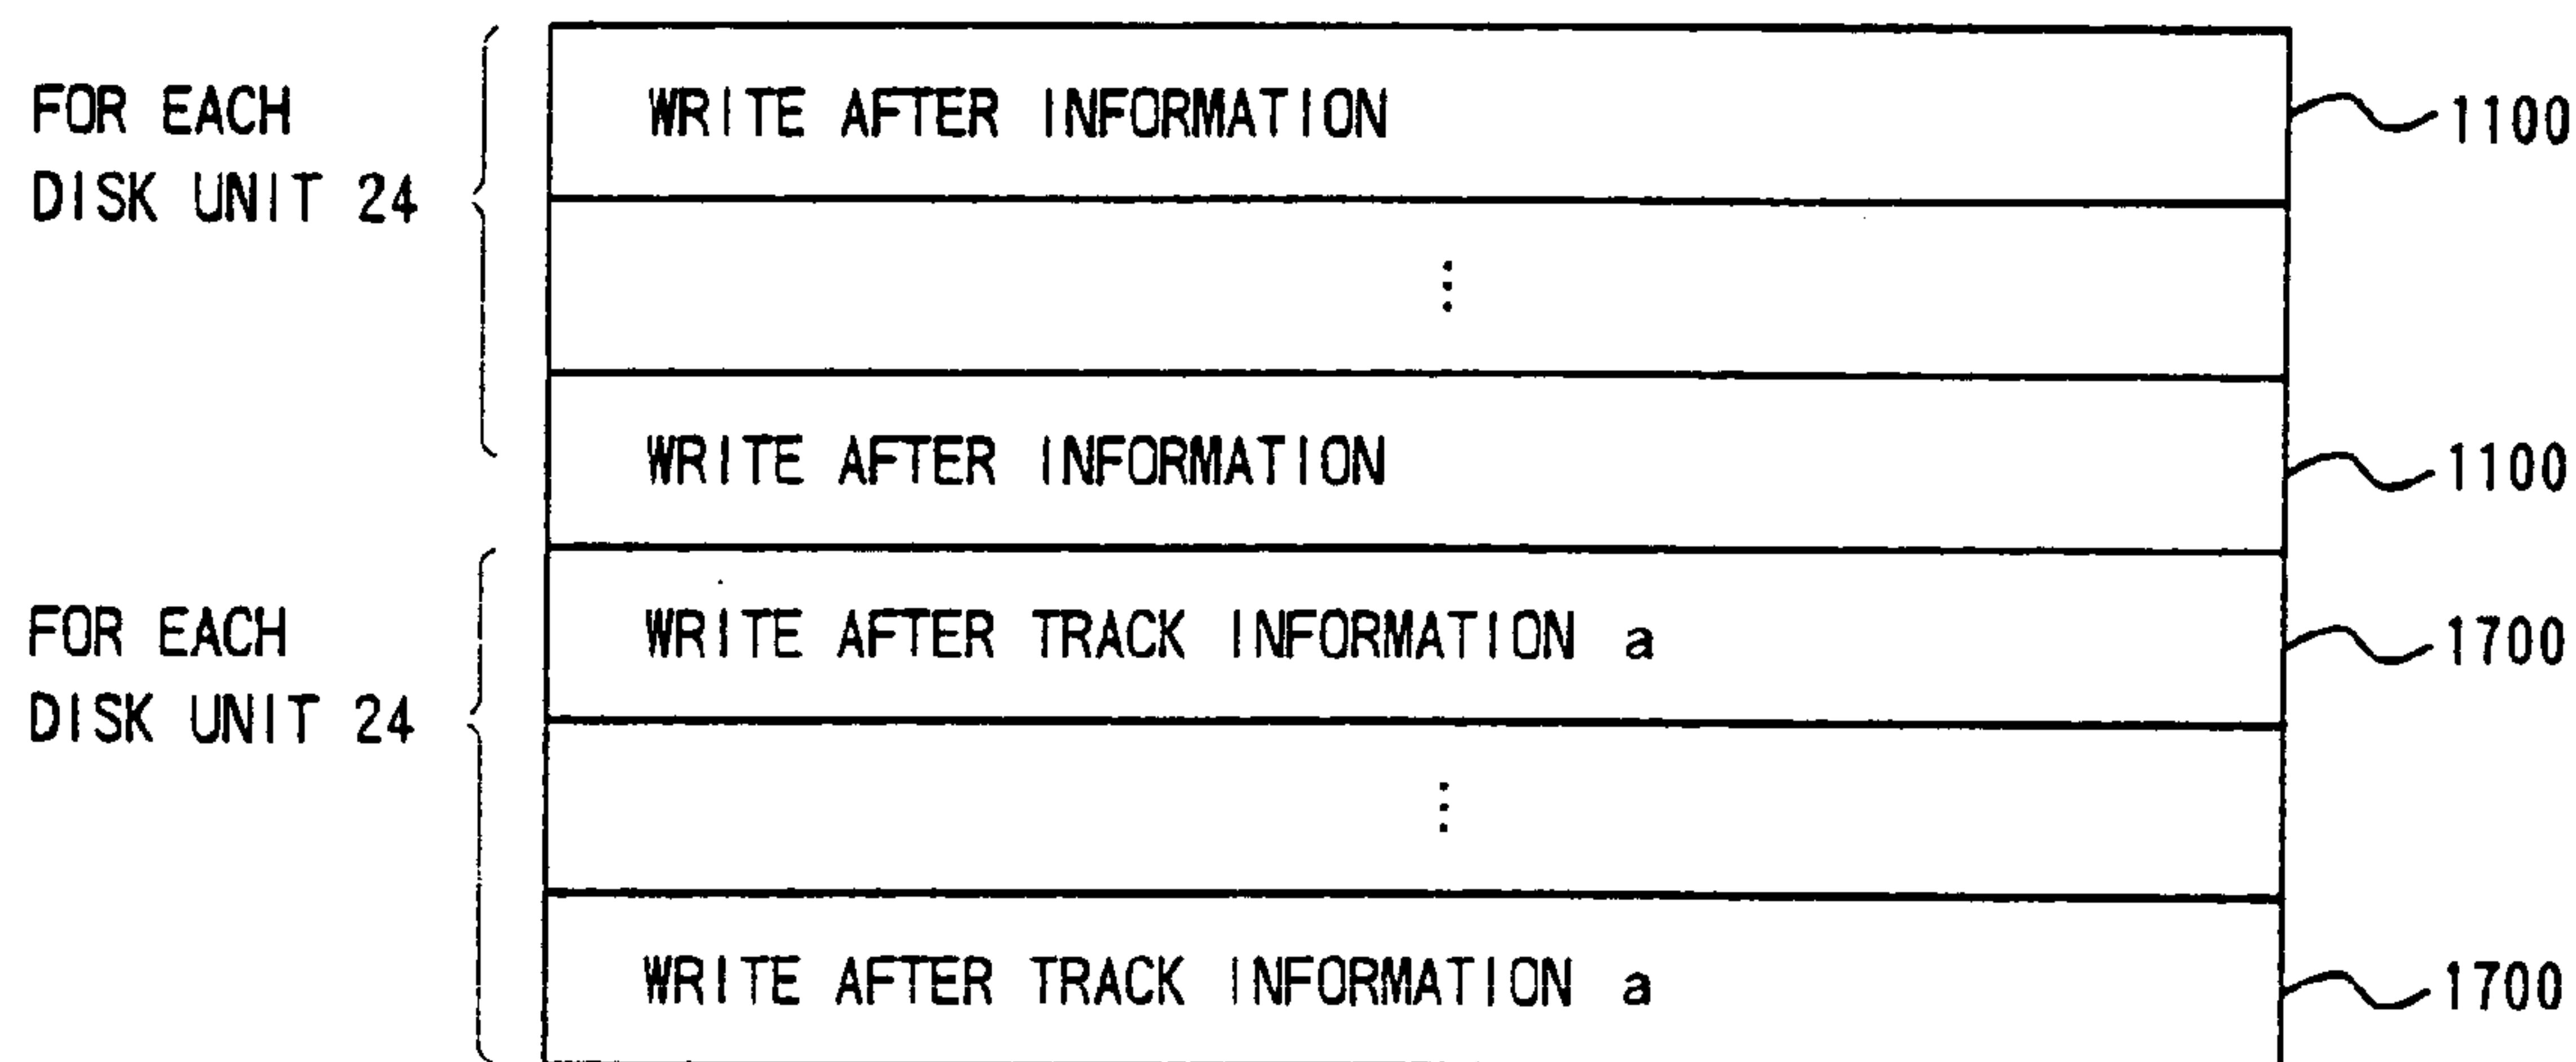 FOR EACH
DISK UNIT 24
WRITE AFTER INFORMATION
1100
⋮
WRITE AFTER INFORMATION
1100
FOR EACH
DISK UNIT 24
WRITE AFTER TRACK INFORMATION a
1700
⋮
WRITE AFTER TRACK INFORMATION a
1700